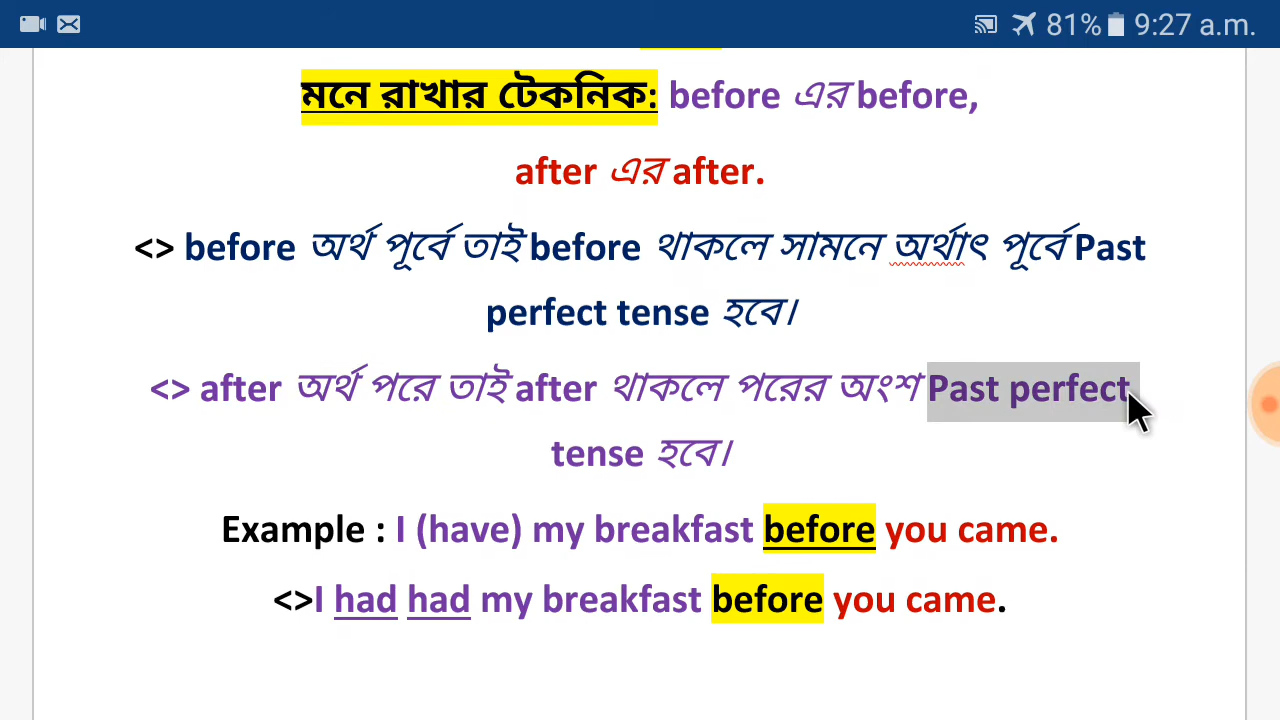 81% 9:27 a.m.
মনে রাখার টেকনিক: before এর before,
after এর after.
<> before অর্থ পূর্বে তাই before থাকলে সামনে অর্থাৎ পূর্বে Past
perfect tense হবে।
<> after অর্থ পরে তাই after থাকলে পরের অংশ Past perfect
tense হবে।
Example : I (have) my breakfast before you came.
<>I had had my breakfast before you came.